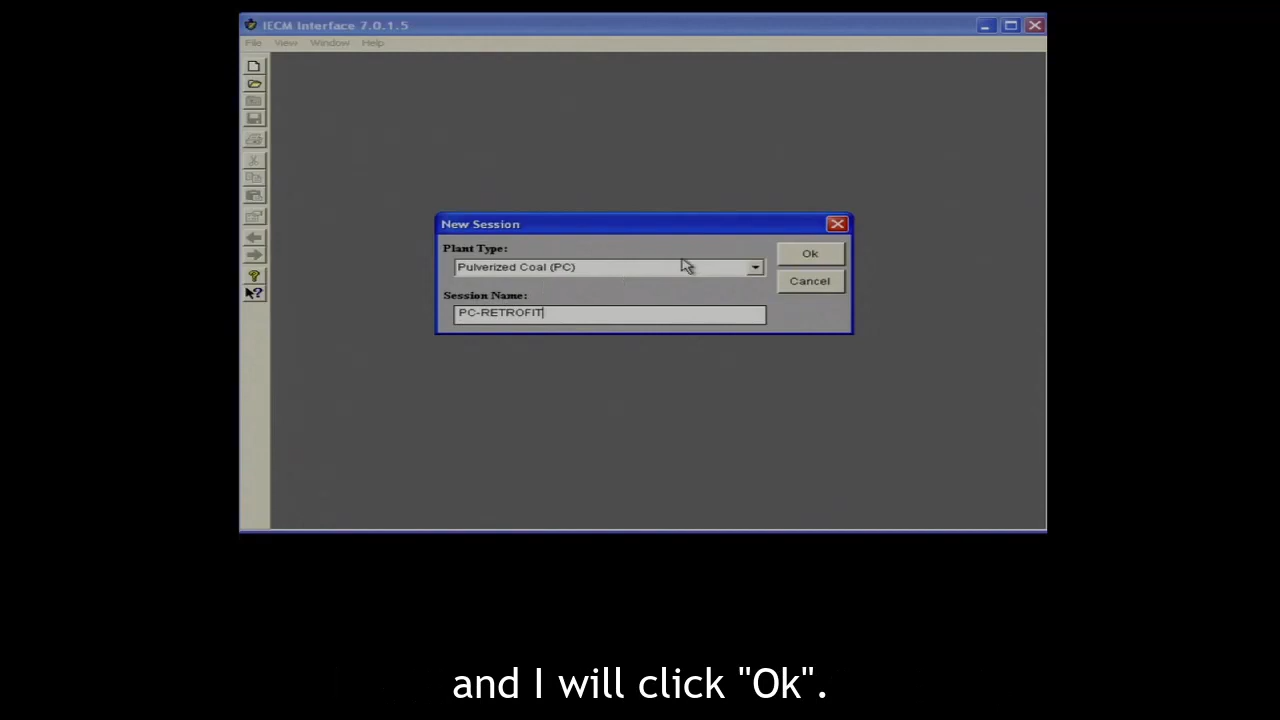 IECM Interface 7.0.1.5
File View Window Help
New Session
Plant Type:
Pulverized Coal (PC)
Ok
Cancel
Session Name:
PC-RETROFIT
and I will click "Ok".